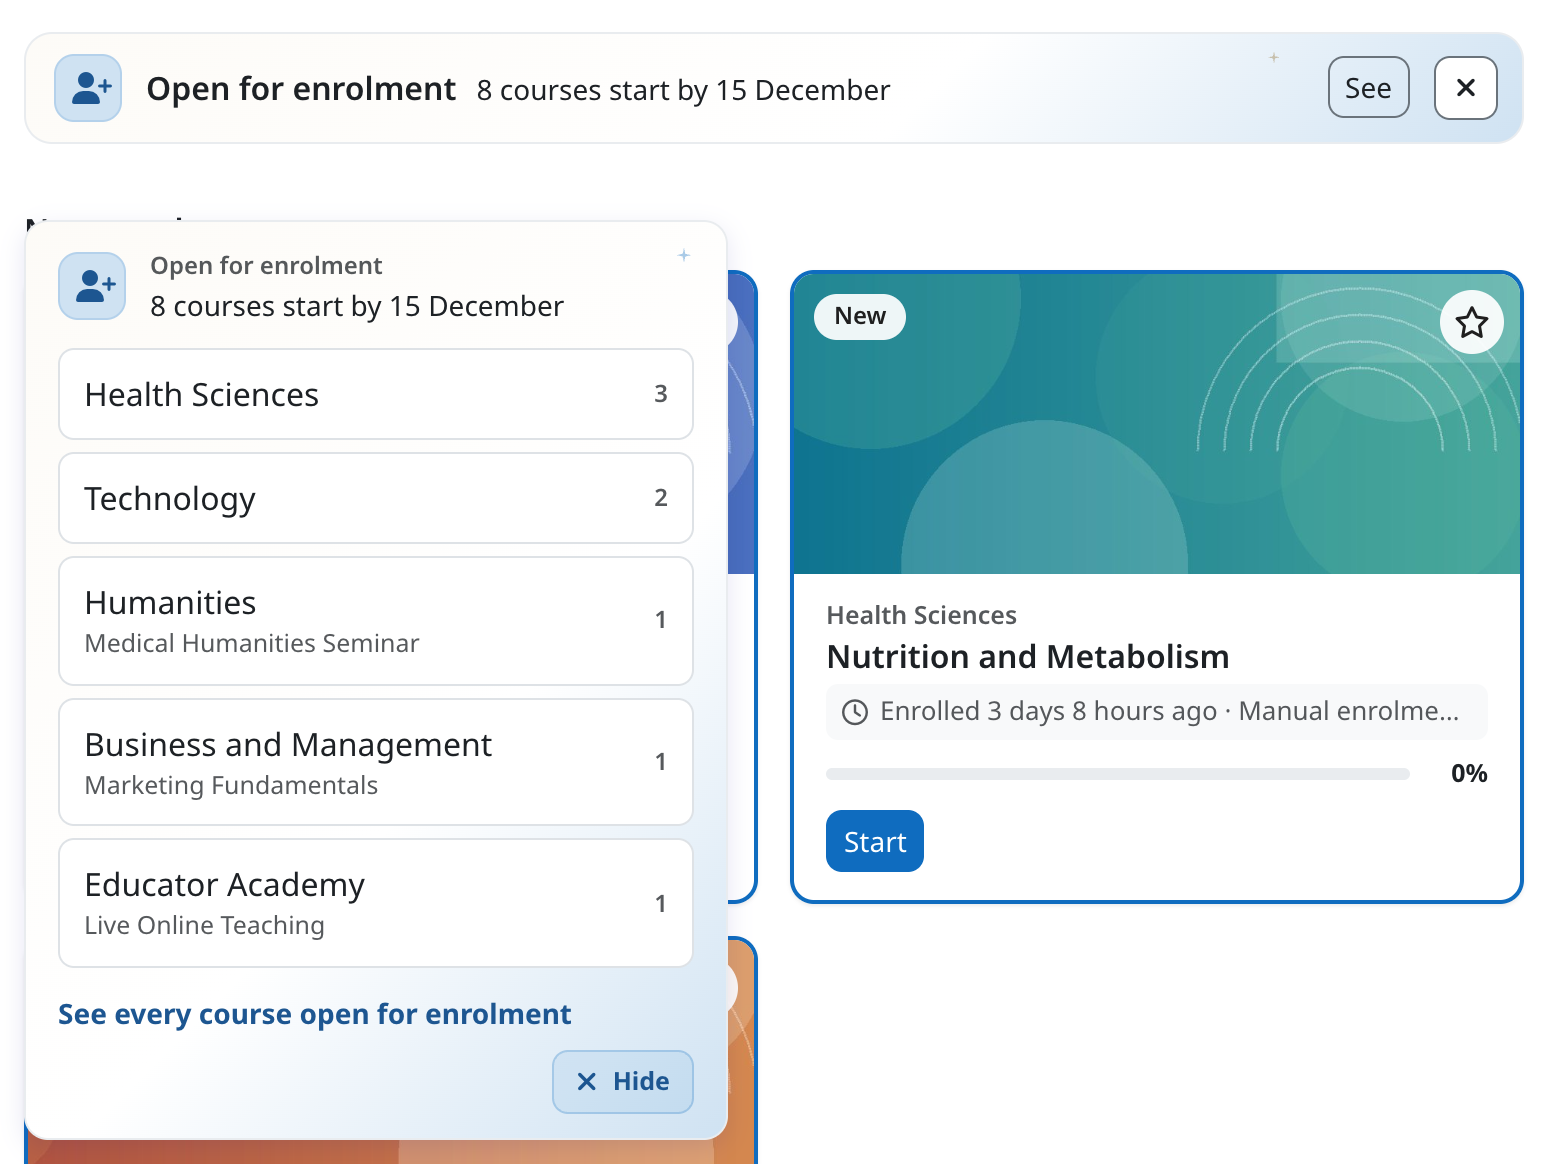 Open for enrolment 8 courses start by 15 December
See
Open for enrolment
8 courses start by 15 December
Health Sciences 3
Technology 2
Humanities
Medical Humanities Seminar
1
Business and Management
Marketing Fundamentals
1
Educator Academy
Live Online Teaching
1
See every course open for enrolment
Hide
New
Health Sciences
Nutrition and Metabolism
Enrolled 3 days 8 hours ago · Manual enrolme...
0%
Start